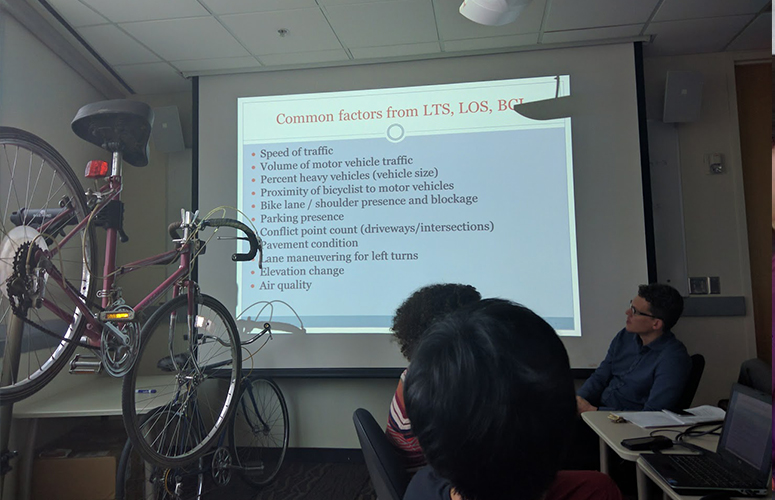 Common factors from LTS, LOS, BCI
Speed of traffic
Volume of motor vehicle traffic
Percent heavy vehicles (vehicle size)
Proximity of bicyclist to motor vehicles
Bike lane / shoulder presence and blockage
Parking presence
Conflict point count (driveways/intersections)
Pavement condition
Lane maneuvering for left turns
Elevation change
Air quality